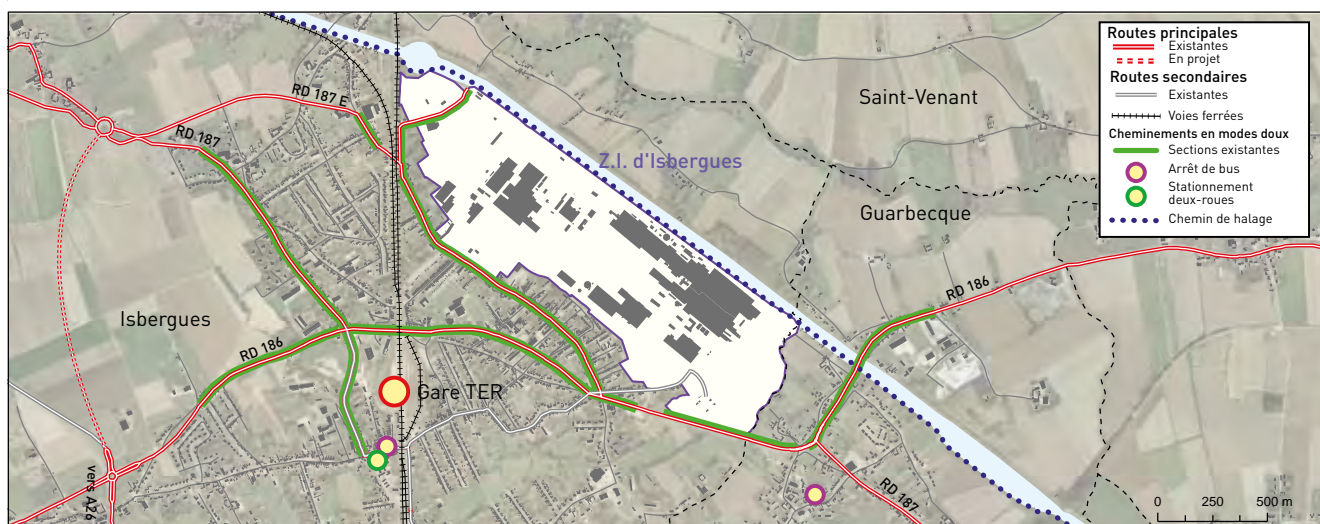 Routes principales
Existantes
En projet
Routes secondaires
Existantes
Voies ferrées
Cheminements en modes doux
Sections existantes
Arrêt de bus
Stationnement
deux-roues
Chemin de halage
RD 187 E
RD 187
Saint-Venant
Z.I. d'Isbergues
Guarbecque
RD 186
Isbergues
RD 186
Gare TER
vers A26
RD 187
0 250 500 m